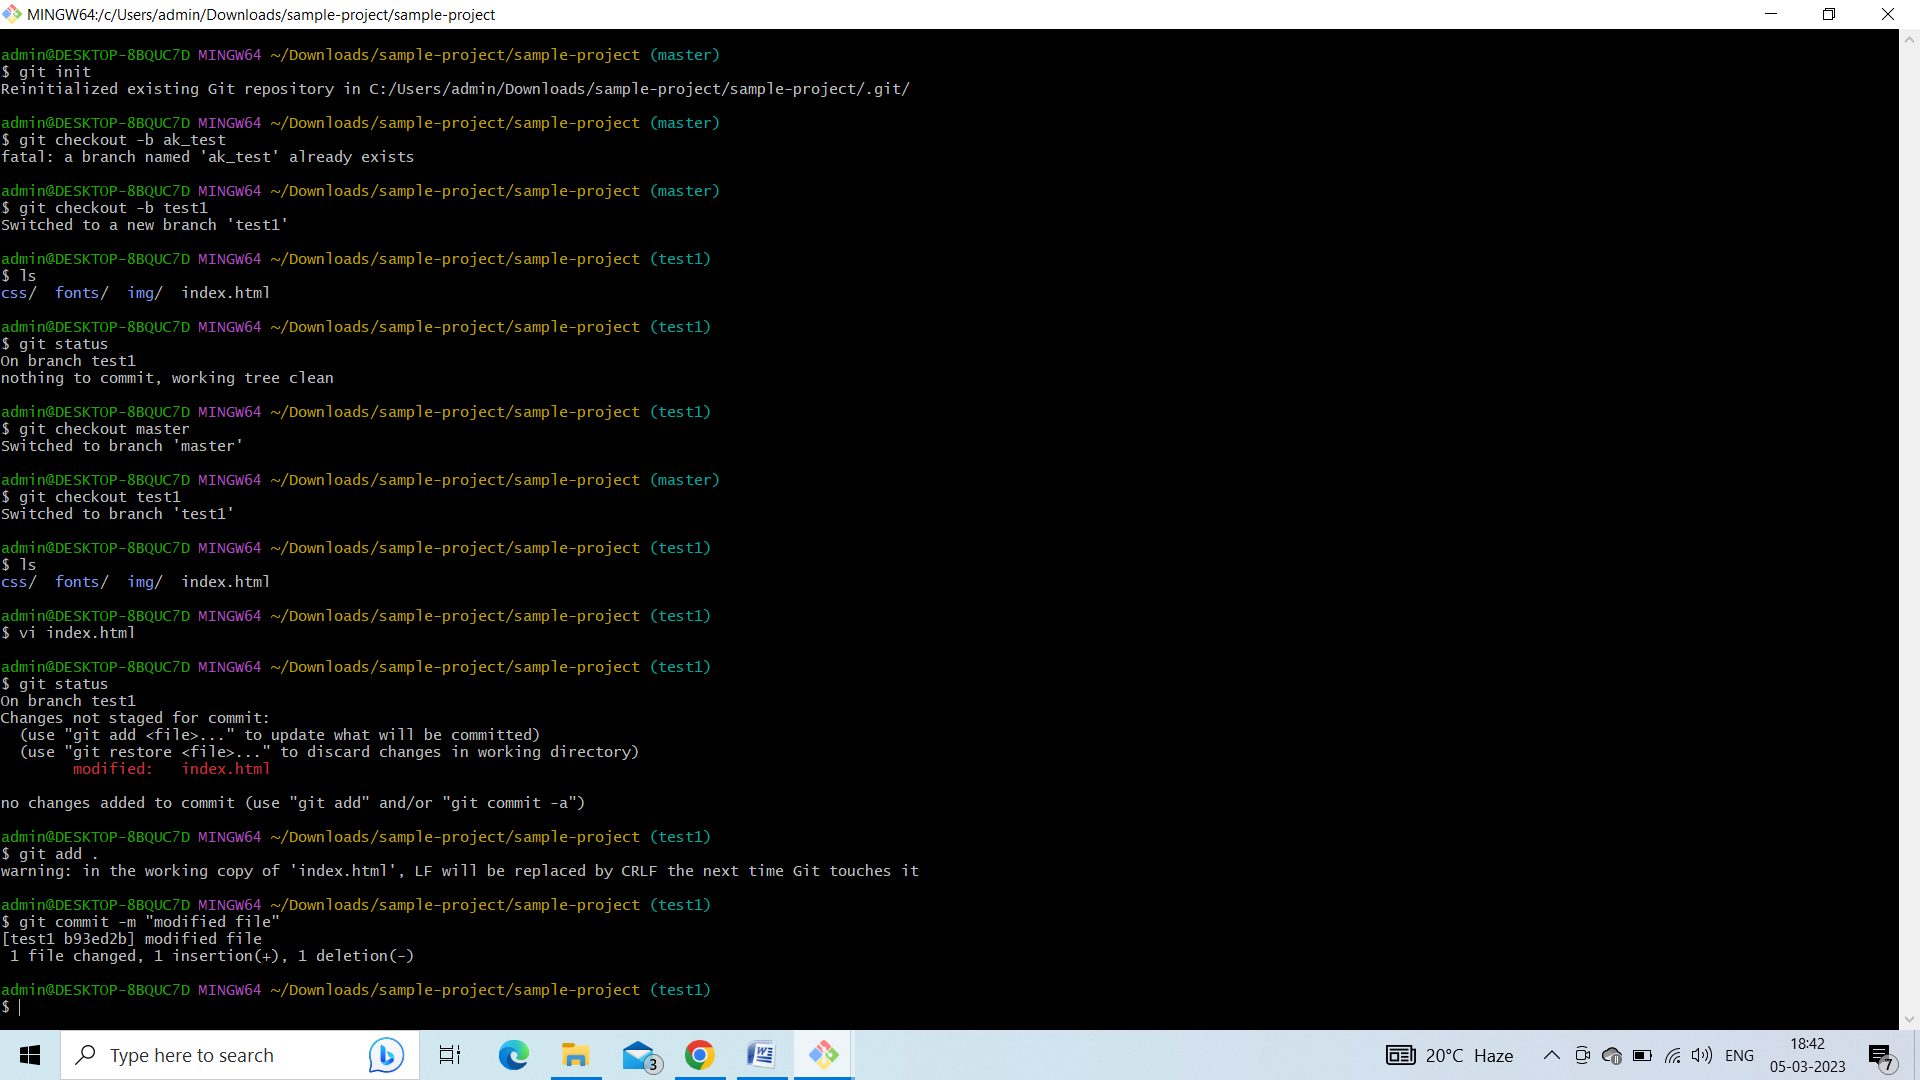 MINGW64:/c/Users/admin/Downloads/sample-project/sample-project
admin@DESKTOP-8BQUC7D MINGW64 ~/Downloads/sample-project/sample-project (master)
$ git init
Reinitialized existing Git repository in C:/Users/admin/Downloads/sample-project/sample-project/.git/
admin@DESKTOP-8BQUC7D MINGW64 ~/Downloads/sample-project/sample-project (master)
$ git checkout -b ak_test
fatal: a branch named 'ak_test' already exists
admin@DESKTOP-8BQUC7D MINGW64 ~/Downloads/sample-project/sample-project (master)
$ git checkout -b test1
Switched to a new branch 'test1'
admin@DESKTOP-8BQUC7D MINGW64 ~/Downloads/sample-project/sample-project (test1)
$ ls
css/  fonts/  img/  index.html
admin@DESKTOP-8BQUC7D MINGW64 ~/Downloads/sample-project/sample-project (test1)
$ git status
On branch test1
nothing to commit, working tree clean
admin@DESKTOP-8BQUC7D MINGW64 ~/Downloads/sample-project/sample-project (test1)
$ git checkout master
Switched to branch 'master'
admin@DESKTOP-8BQUC7D MINGW64 ~/Downloads/sample-project/sample-project (master)
$ git checkout test1
Switched to branch 'test1'
admin@DESKTOP-8BQUC7D MINGW64 ~/Downloads/sample-project/sample-project (test1)
$ ls
css/  fonts/  img/  index.html
admin@DESKTOP-8BQUC7D MINGW64 ~/Downloads/sample-project/sample-project (test1)
$ vi index.html
admin@DESKTOP-8BQUC7D MINGW64 ~/Downloads/sample-project/sample-project (test1)
$ git status
On branch test1
Changes not staged for commit:
  (use "git add <file>..." to update what will be committed)
  (use "git restore <file>..." to discard changes in working directory)
        modified:   index.html
no changes added to commit (use "git add" and/or "git commit -a")
admin@DESKTOP-8BQUC7D MINGW64 ~/Downloads/sample-project/sample-project (test1)
$ git add .
warning: in the working copy of 'index.html', LF will be replaced by CRLF the next time Git touches it
admin@DESKTOP-8BQUC7D MINGW64 ~/Downloads/sample-project/sample-project (test1)
$ git commit -m "modified file"
[test1 b93ed2b] modified file
 1 file changed, 1 insertion(+), 1 deletion(-)
admin@DESKTOP-8BQUC7D MINGW64 ~/Downloads/sample-project/sample-project (test1)
$
Type here to search
3
20°C Haze
ENG
18:42
05-03-2023
7